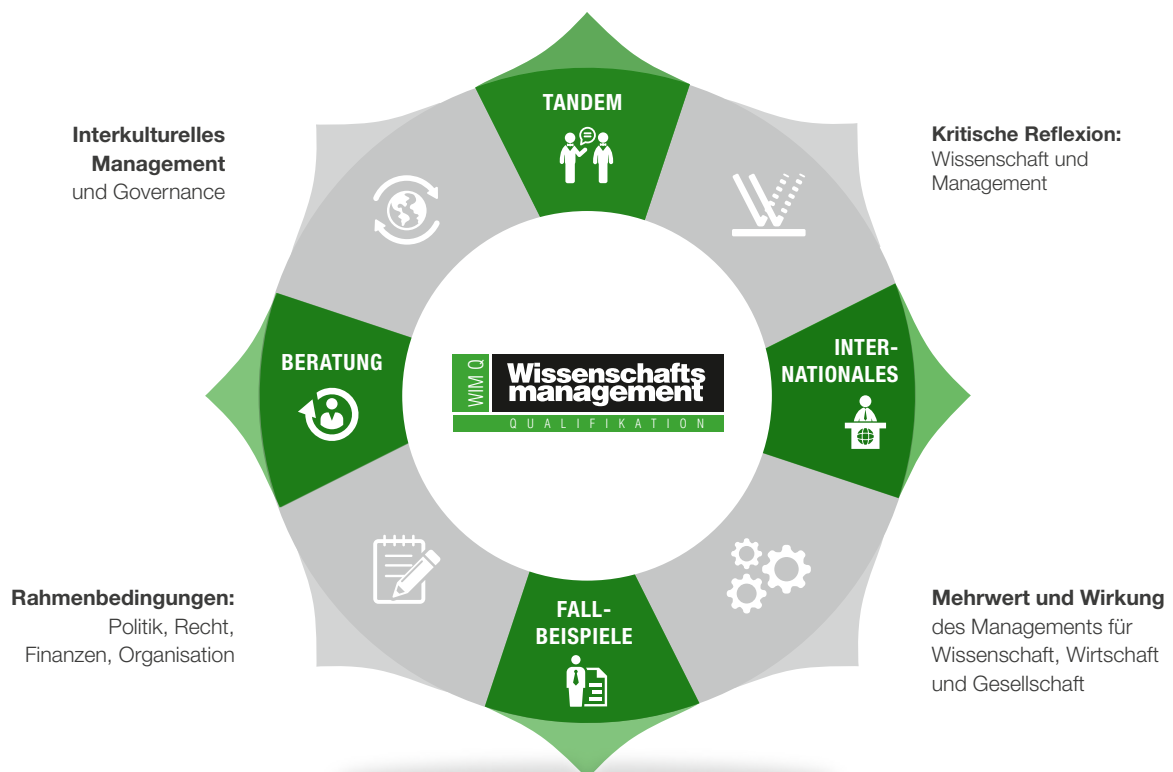 TANDEM
Interkulturelles
Management
und Governance
Kritische Reflexion:
Wissenschaft und
Management
BERATUNG
INTER-
NATIONALES
WIM Q
Wissenschafts
management
QUALIFIKATION
Rahmenbedingungen:
Politik, Recht,
Finanzen, Organisation
FALL-
BEISPIELE
Mehrwert und Wirkung
des Managements für
Wissenschaft, Wirtschaft
und Gesellschaft